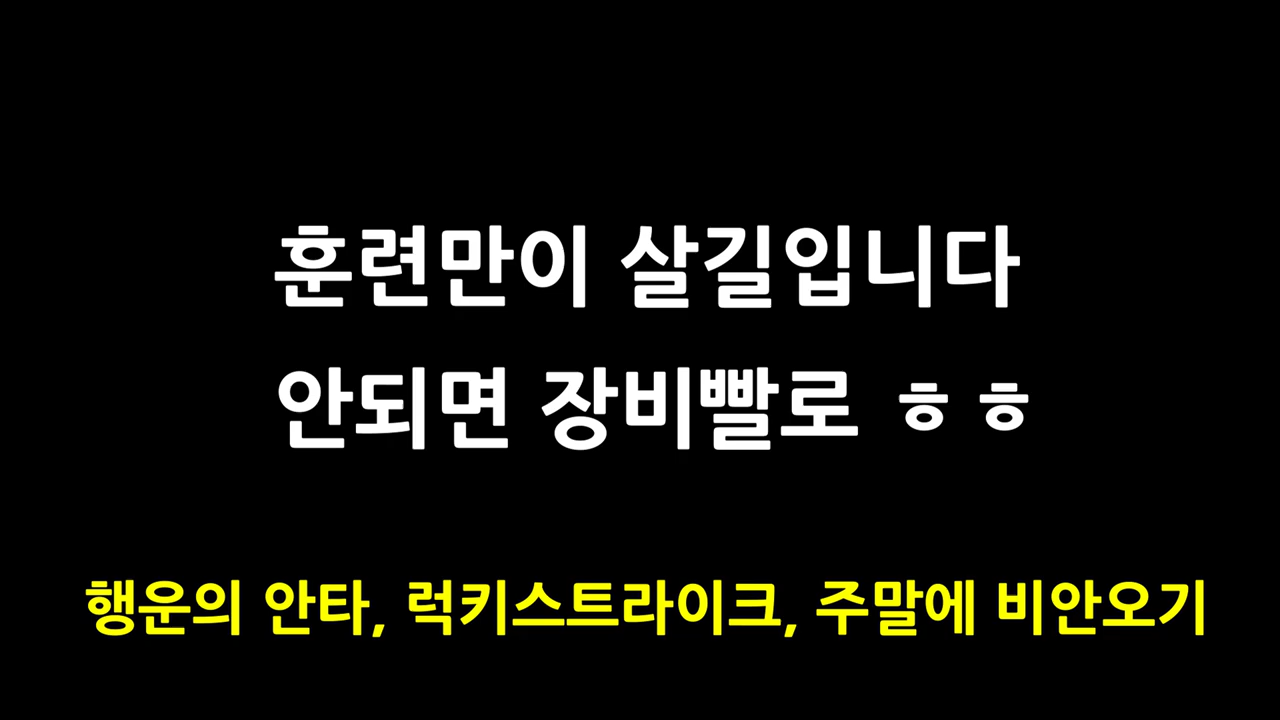 훈련만이 살길입니다
안되면 장비빨로 ㅎㅎ
행운의 안타, 럭키스트라이크, 주말에 비안오기